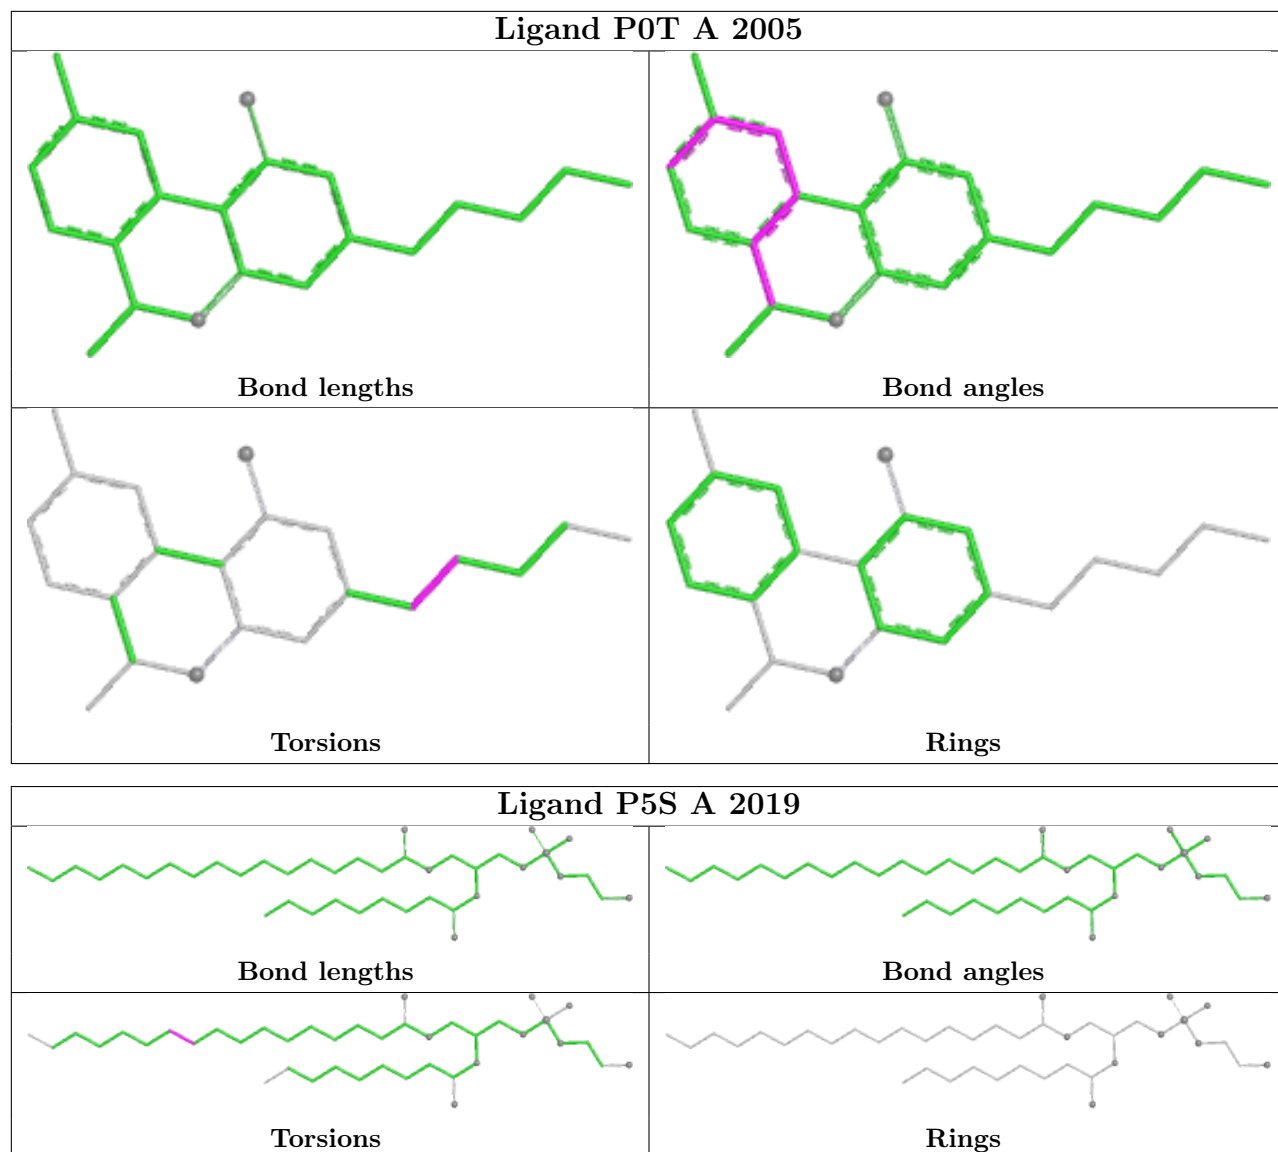 Ligand P0T A 2005
Bond lengths
Bond angles
Torsions
Rings
Ligand P5S A 2019
Bond lengths
Bond angles
Torsions
Rings